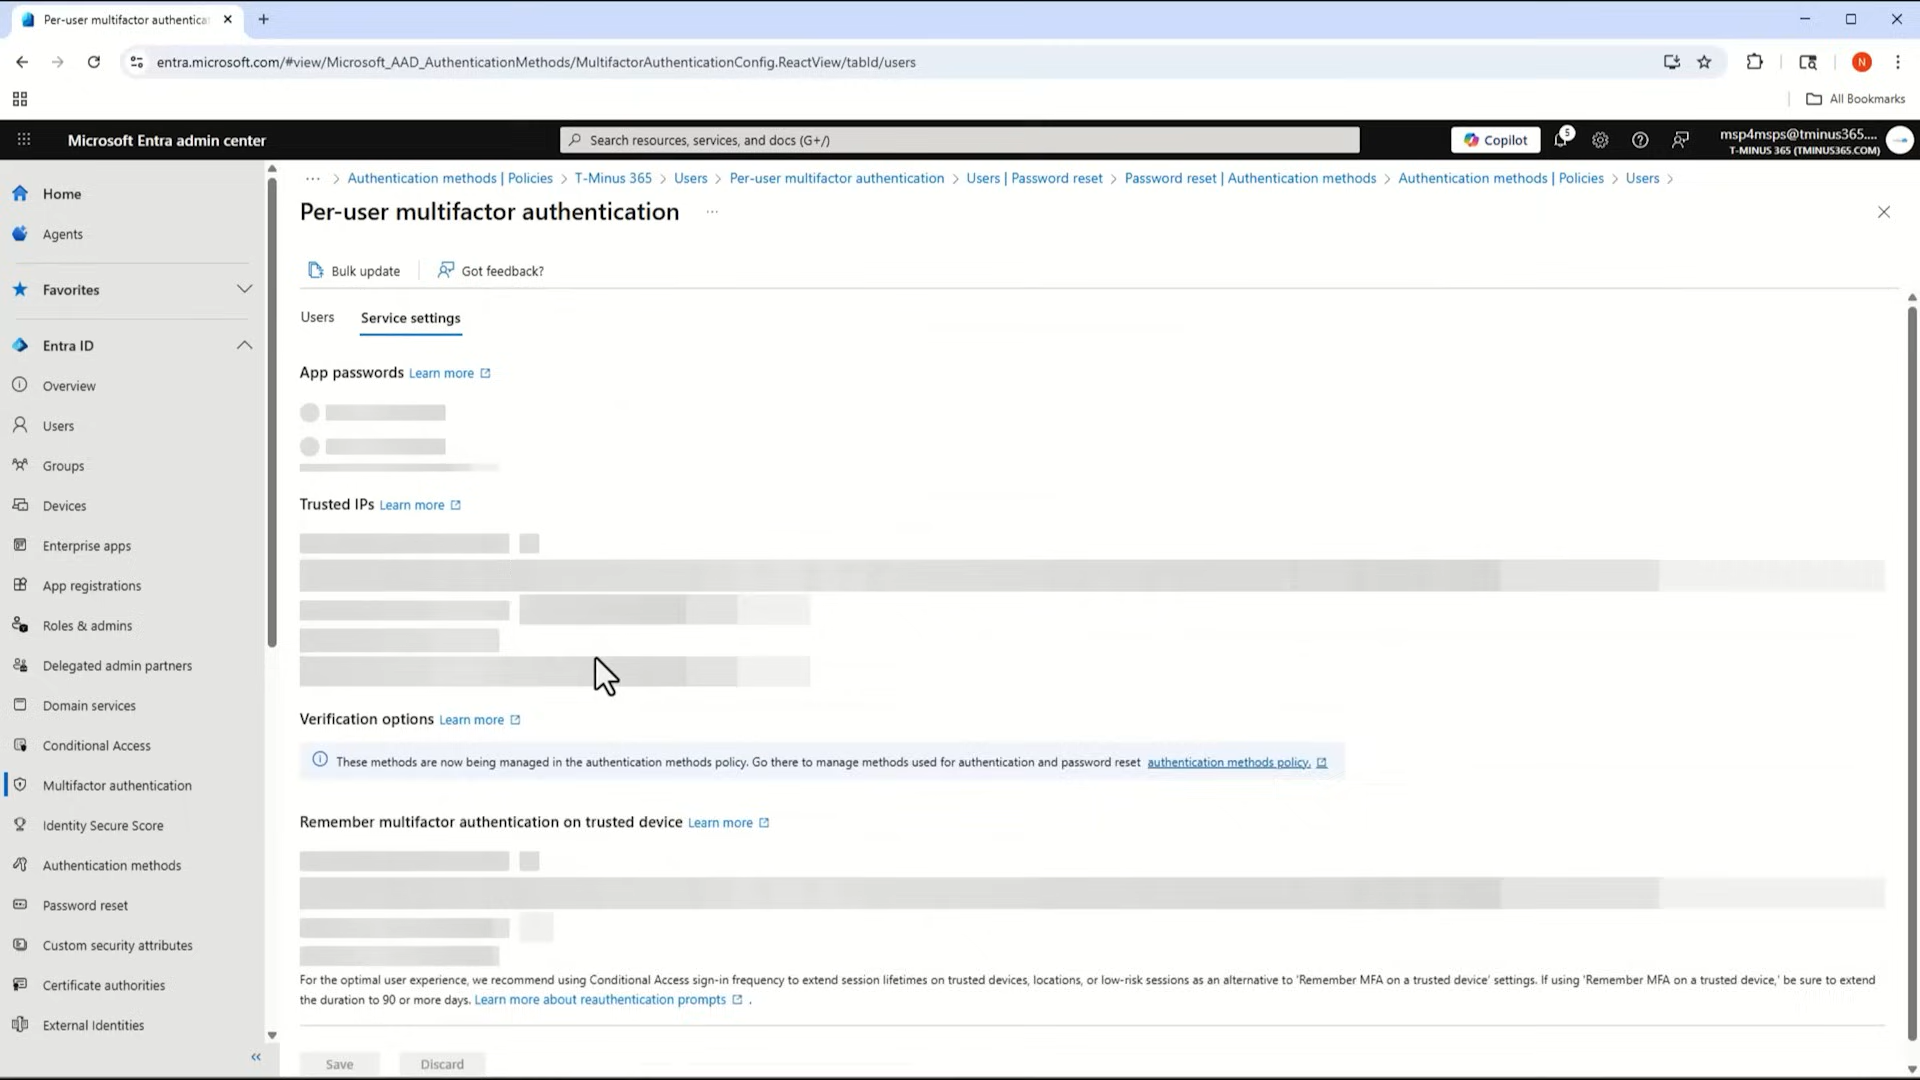 Per-user multifactor authentica
entra.microsoft.com/#view/Microsoft_AAD_AuthenticationMethods/MultifactorAuthenticationConfig.ReactView/tabId/users
N
All Bookmarks
Microsoft Entra admin center
Search resources, services, and docs (G+/)
Copilot
5
msp4msps@tminus365....
T-MINUS 365 (TMINUS365.COM)
Home
Agents
Favorites
Entra ID
Overview
Users
Groups
Devices
Enterprise apps
App registrations
Roles & admins
Delegated admin partners
Domain services
Conditional Access
Multifactor authentication
Identity Secure Score
Authentication methods
Password reset
Custom security attributes
Certificate authorities
External Identities
... > Authentication methods | Policies > T-Minus 365 > Users > Per-user multifactor authentication > Users | Password reset > Password reset | Authentication methods > Authentication methods | Policies > Users >
Per-user multifactor authentication ...
Bulk update Got feedback?
Users Service settings
App passwords Learn more
Trusted IPs Learn more
Verification options Learn more
These methods are now being managed in the authentication methods policy. Go there to manage methods used for authentication and password reset authentication methods policy.
Remember multifactor authentication on trusted device Learn more
For the optimal user experience, we recommend using Conditional Access sign-in frequency to extend session lifetimes on trusted devices, locations, or low-risk sessions as an alternative to 'Remember MFA on a trusted device' settings. If using 'Remember MFA on a trusted device,' be sure to extend
the duration to 90 or more days. Learn more about reauthentication prompts .
Save Discard